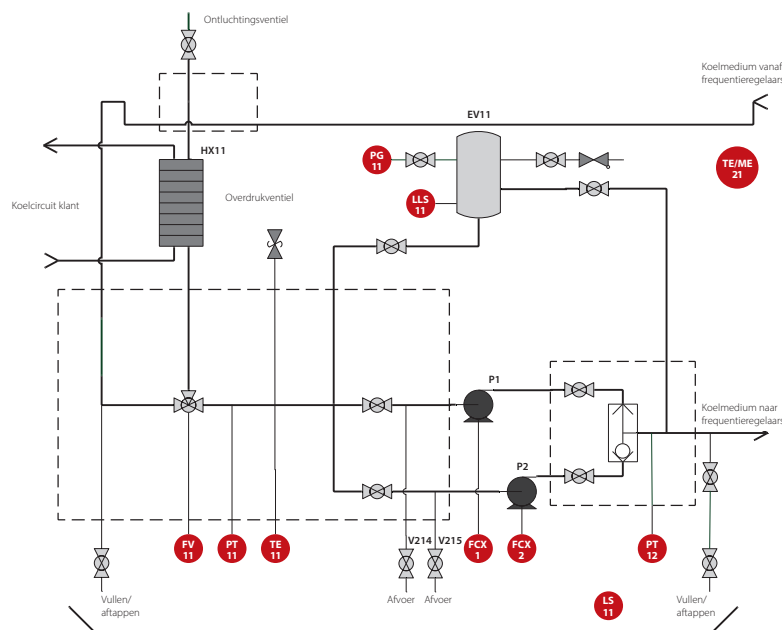 Ontluchtingsventiel
Koelmedium vanaf
frequentieregelaars
EV11
HX11
PG
11
TE/ME
21
LLS
11
Koelcircuit klant
Overdrukventiel
P1
Koelmedium naar
frequentieregelaars
P2
V214
V215
FV
11
PT
11
TE
11
FCX
1
FCX
2
PT
12
Vullen/
aftappen
Afvoer
Afvoer
LS
11
Vullen/
aftappen